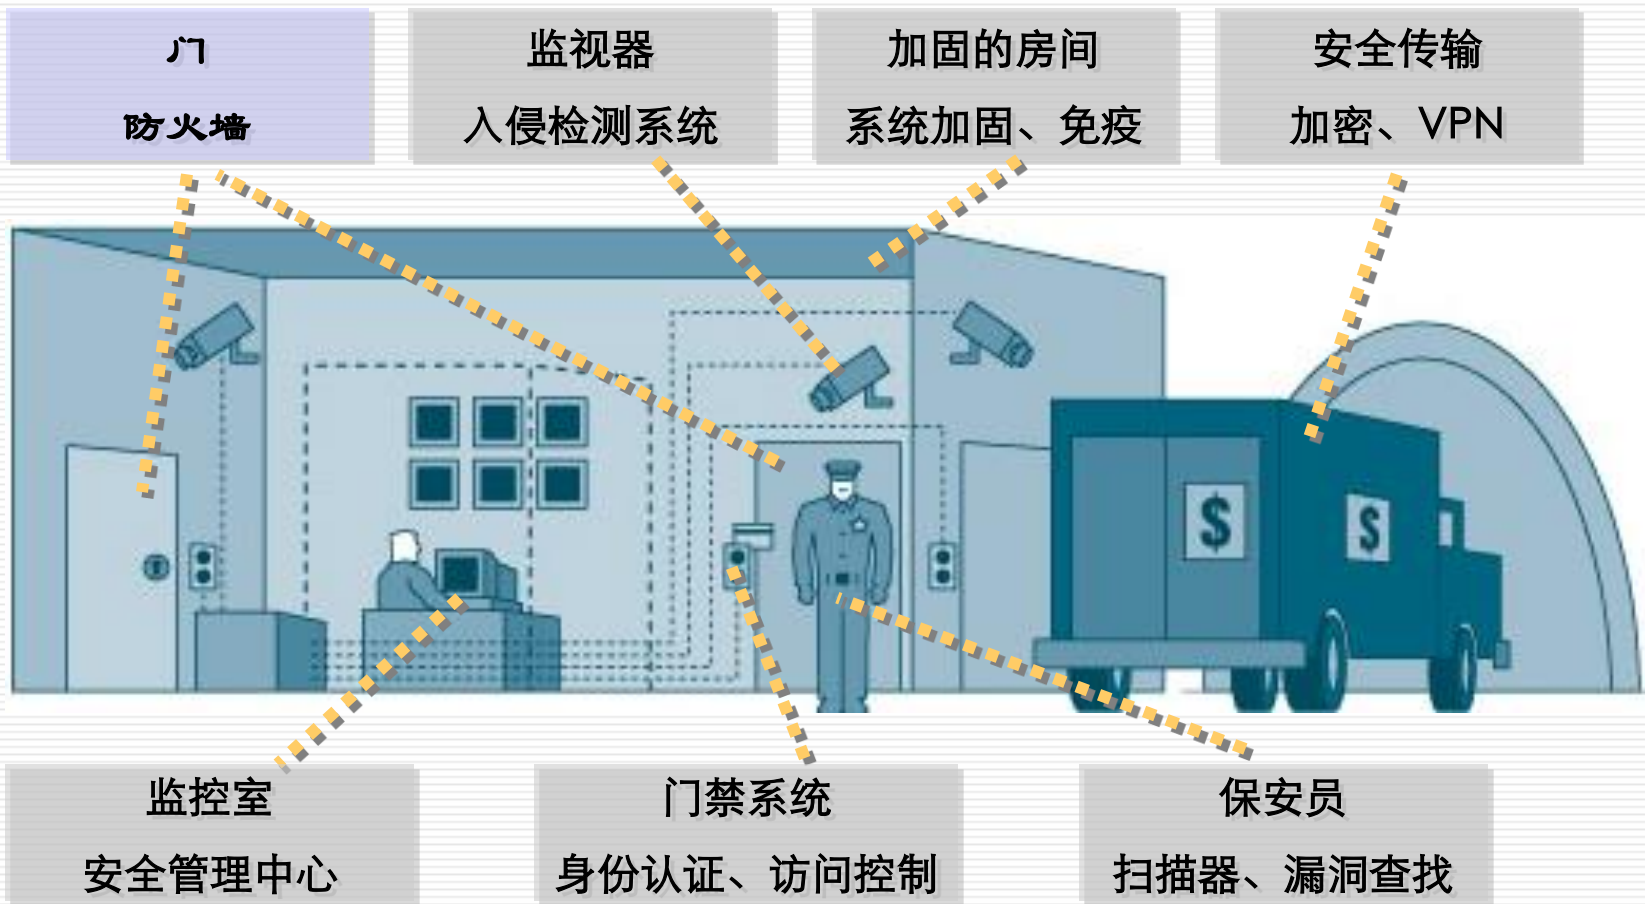 门
防火墙
监视器
入侵检测系统
加固的房间
系统加固、免疫
安全传输
加密、VPN
$
$
监控室
安全管理中心
门禁系统
身份认证、访问控制
保安员
扫描器、漏洞查找